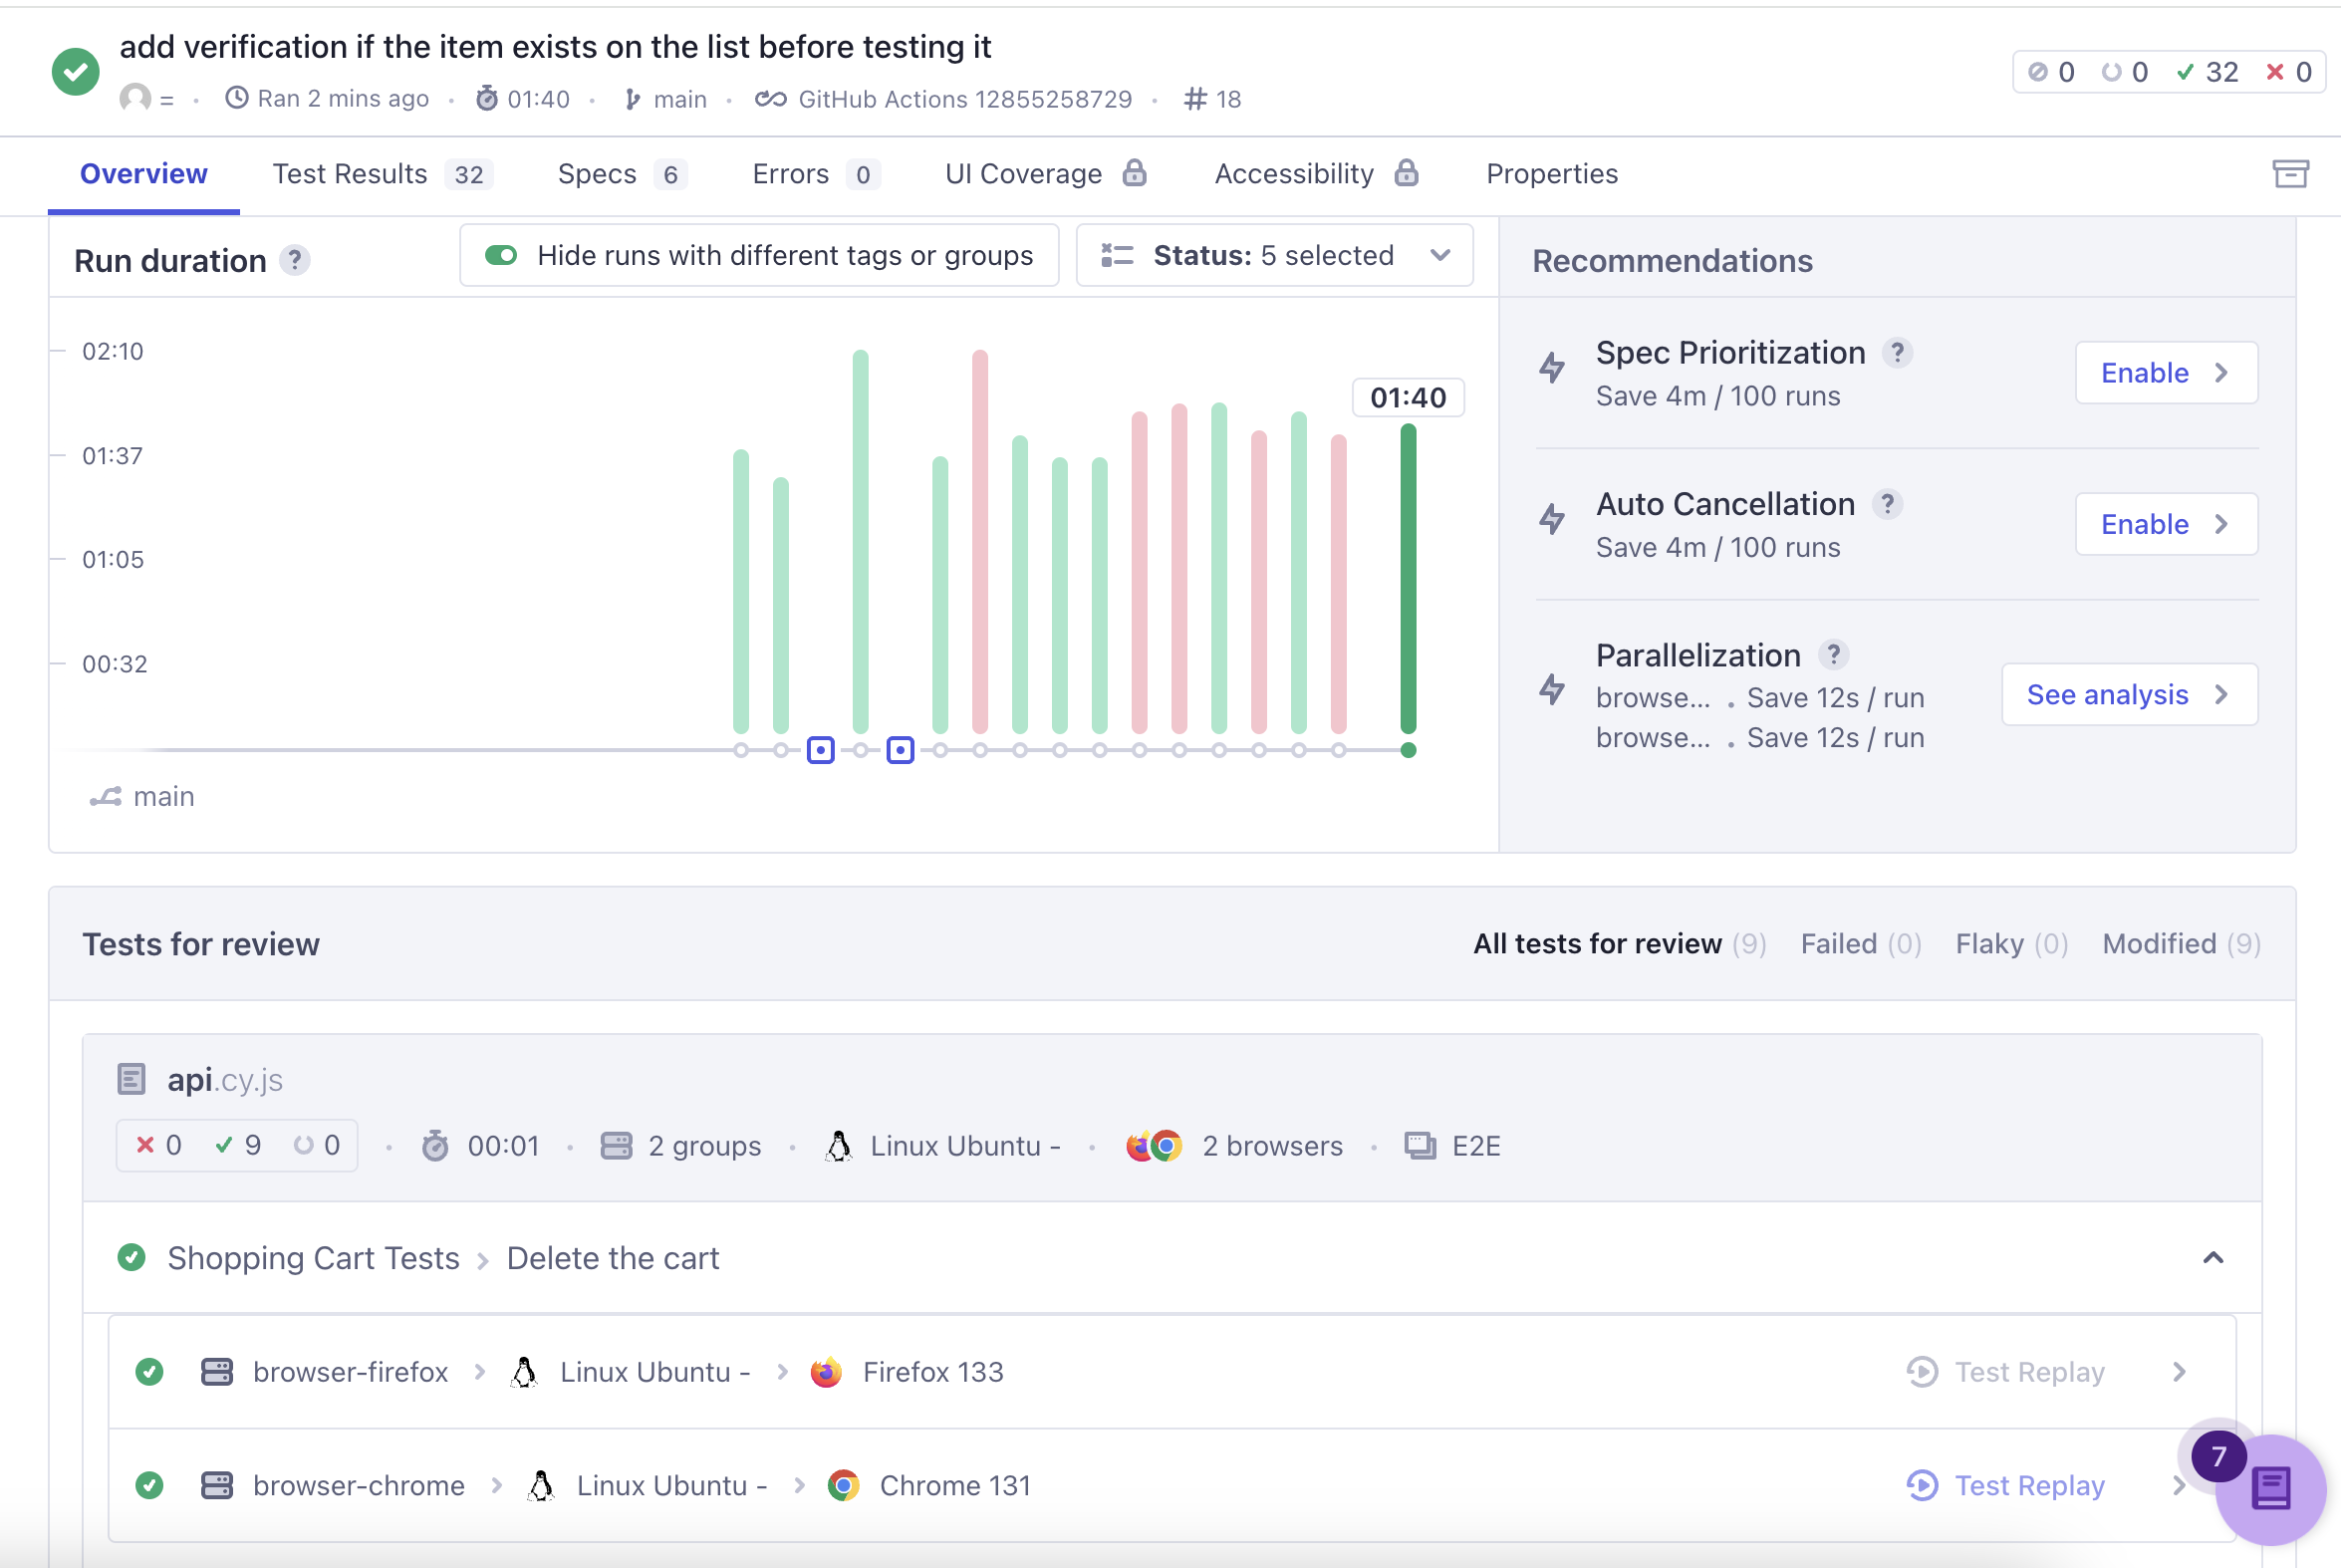 add verification if the item exists on the list before testing it
= · Ran 2 mins ago · 01:40 · main · GitHub Actions 12855258729 · # 18
0 0 32 0
Overview Test Results 32 Specs 6 Errors 0 UI Coverage Accessibility Properties
Run duration ? Hide runs with different tags or groups Status: 5 selected
02:10
01:37
01:05
00:32
01:40
main
Recommendations
Spec Prioritization ?
Save 4m / 100 runs
Enable
Auto Cancellation ?
Save 4m / 100 runs
Enable
Parallelization ?
browse... . Save 12s / run
browse... . Save 12s / run
See analysis
Tests for review All tests for review (9) Failed (0) Flaky (0) Modified (9)
api.cy.js
0 9 0 · 00:01 · 2 groups · Linux Ubuntu - · 2 browsers · E2E
Shopping Cart Tests > Delete the cart
browser-firefox > Linux Ubuntu - > Firefox 133 Test Replay
browser-chrome > Linux Ubuntu - > Chrome 131 Test Replay
7